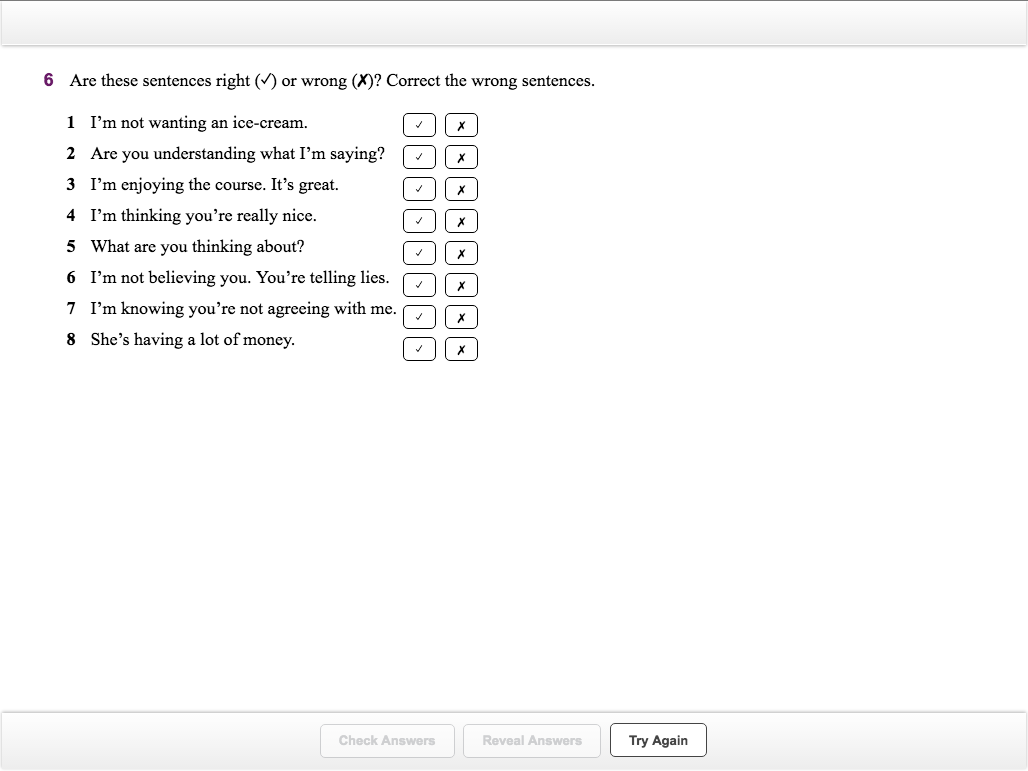 6 Are these sentences right (✓) or wrong (✗)? Correct the wrong sentences.
1 I’m not wanting an ice-cream. ✓ ✗
2 Are you understanding what I’m saying? ✓ ✗
3 I’m enjoying the course. It’s great. ✓ ✗
4 I’m thinking you’re really nice. ✓ ✗
5 What are you thinking about? ✓ ✗
6 I’m not believing you. You’re telling lies. ✓ ✗
7 I’m knowing you’re not agreeing with me. ✓ ✗
8 She’s having a lot of money. ✓ ✗
Check Answers Reveal Answers Try Again